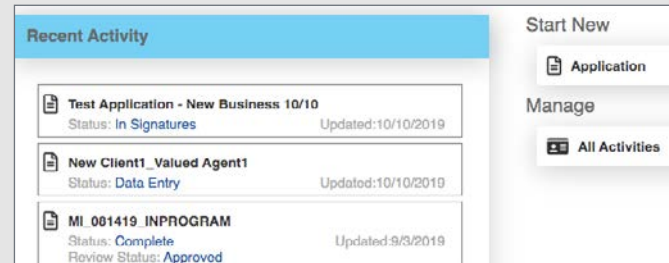 Recent Activity
Test Application - New Business 10/10
Status: In Signatures Updated:10/10/2019
New Client1_Valued Agent1
Status: Data Entry Updated:10/10/2019
MI_081419_INPROGRAM
Status: Complete Updated:9/3/2019
Review Status: Approved
Start New
Application
Manage
All Activities